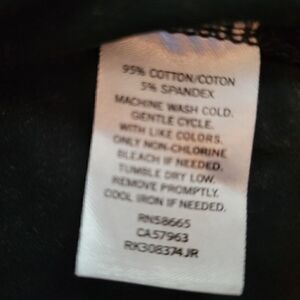 95% COTTON/COTON
5% SPANDEX
MACHINE WASH COLD.
GENTLE CYCLE.
WITH LIKE COLORS.
ONLY NON-CHLORINE
BLEACH IF NEEDED.
TUMBLE DRY LOW.
REMOVE PROMPTLY.
COOL IRON IF NEEDED.
RN58665
CA57963
RK308374JR